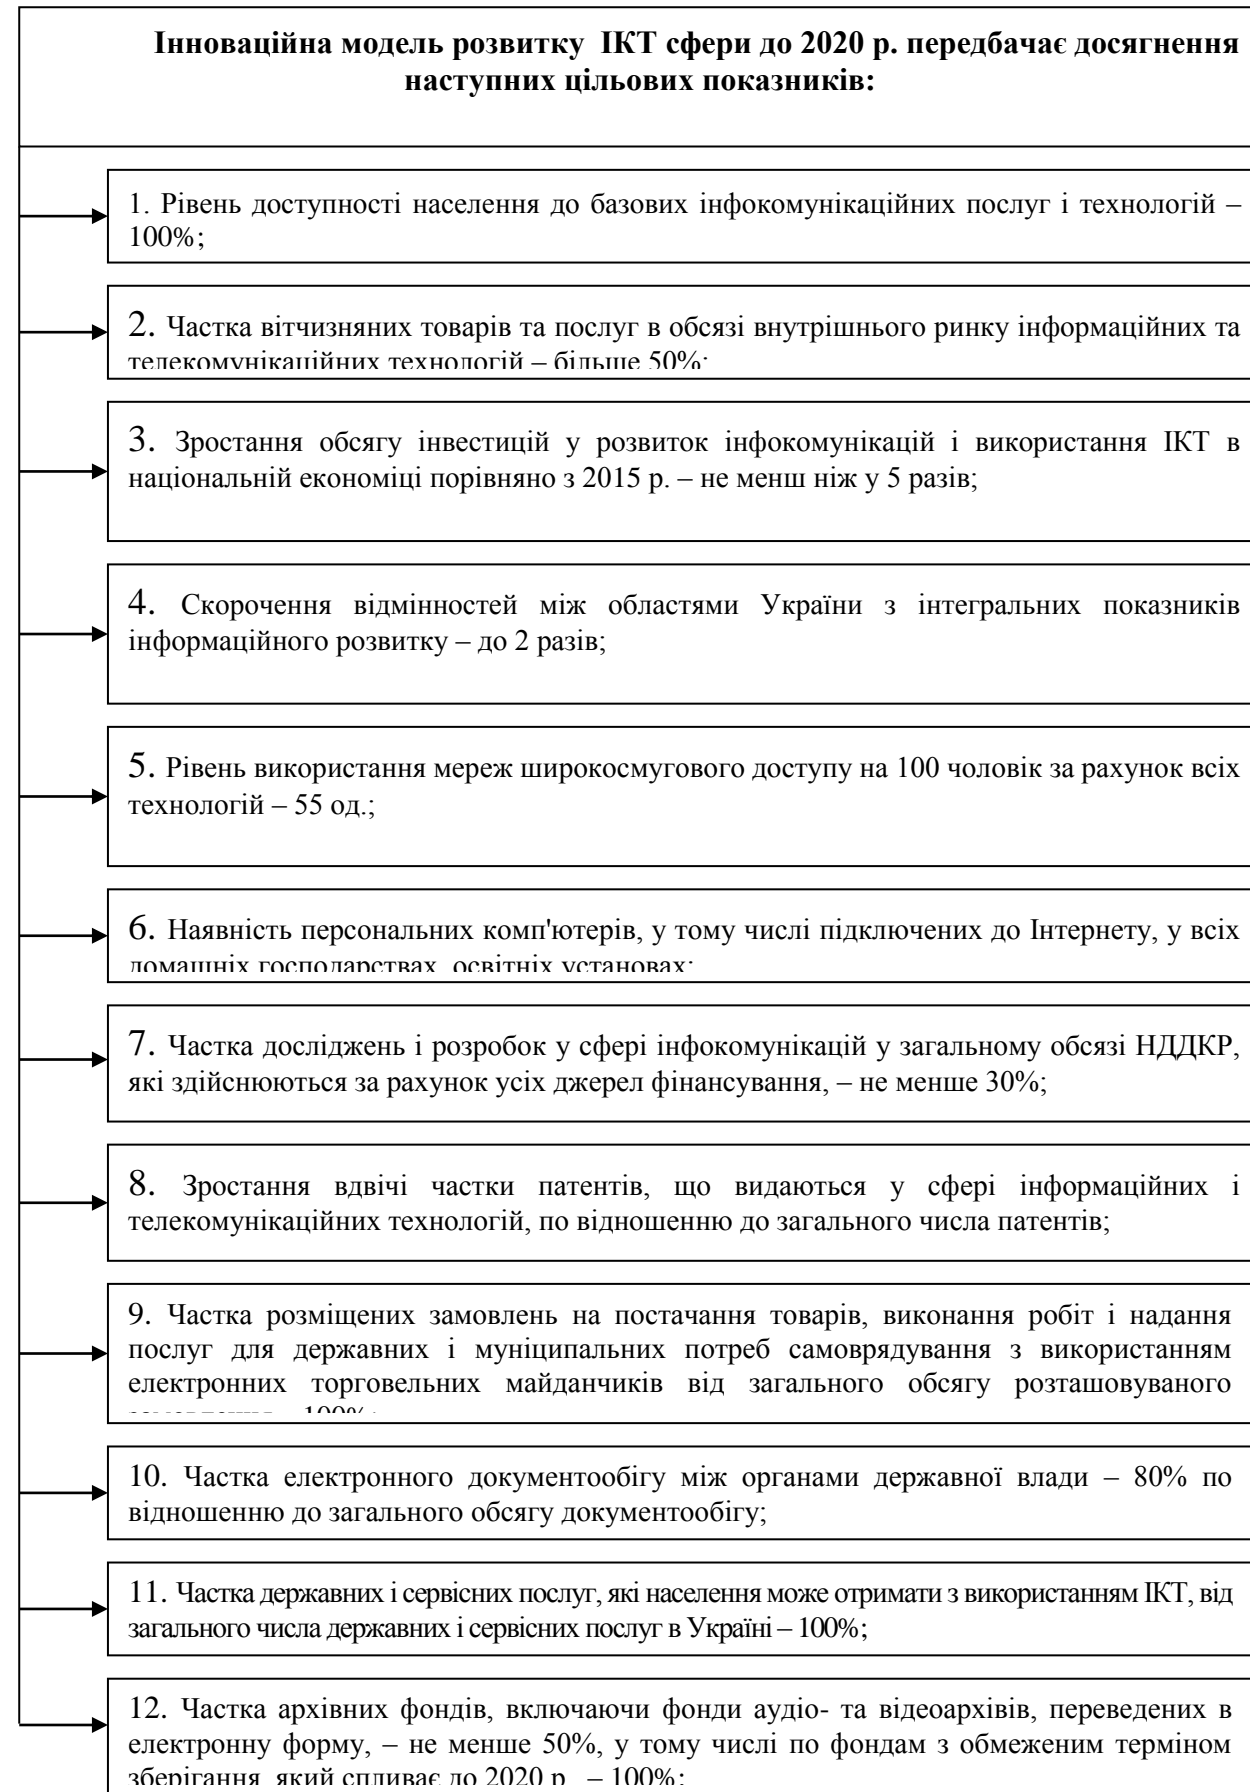 Інноваційна модель розвитку ІКТ сфери до 2020 р. передбачає досягнення
наступних цільових показників:
1. Рівень доступності населення до базових інфокомунікаційних послуг і технологій –
100%;
2. Частка вітчизняних товарів та послуг в обсязі внутрішнього ринку інформаційних та
телекомунікаційних технологій – більше 50%;
3. Зростання обсягу інвестицій у розвиток інфокомунікацій і використання ІКТ в
національній економіці порівняно з 2015 р. – не менш ніж у 5 разів;
4. Скорочення відмінностей між областями України з інтегральних показників
інформаційного розвитку – до 2 разів;
5. Рівень використання мереж широкосмугового доступу на 100 чоловік за рахунок всіх
технологій – 55 од.;
6. Наявність персональних комп'ютерів, у тому числі підключених до Інтернету, у всіх
домашніх господарствах, освітніх установах;
7. Частка досліджень і розробок у сфері інфокомунікацій у загальному обсязі НДДКР,
які здійснюються за рахунок усіх джерел фінансування, – не менше 30%;
8. Зростання вдвічі частки патентів, що видаються у сфері інформаційних і
телекомунікаційних технологій, по відношенню до загального числа патентів;
9. Частка розміщених замовлень на постачання товарів, виконання робіт і надання
послуг для державних і муніципальних потреб самоврядування з використанням
електронних торговельних майданчиків від загального обсягу розташовуваного
– 100%;
10. Частка електронного документообігу між органами державної влади – 80% по
відношенню до загального обсягу документообігу;
11. Частка державних і сервісних послуг, які населення може отримати з використанням ІКТ, від
загального числа державних і сервісних послуг в Україні – 100%;
12. Частка архівних фондів, включаючи фонди аудіо- та відеоархівів, переведених в
електронну форму, – не менше 50%, у тому числі по фондам з обмеженим терміном
зберігання, який спливає до 2020 р., – 100%;